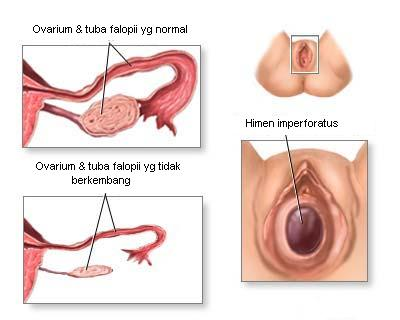 Ovarium & tuba falopii yg normal
Ovarium & tuba falopii yg tidak
berkembang
Himen imperforatus